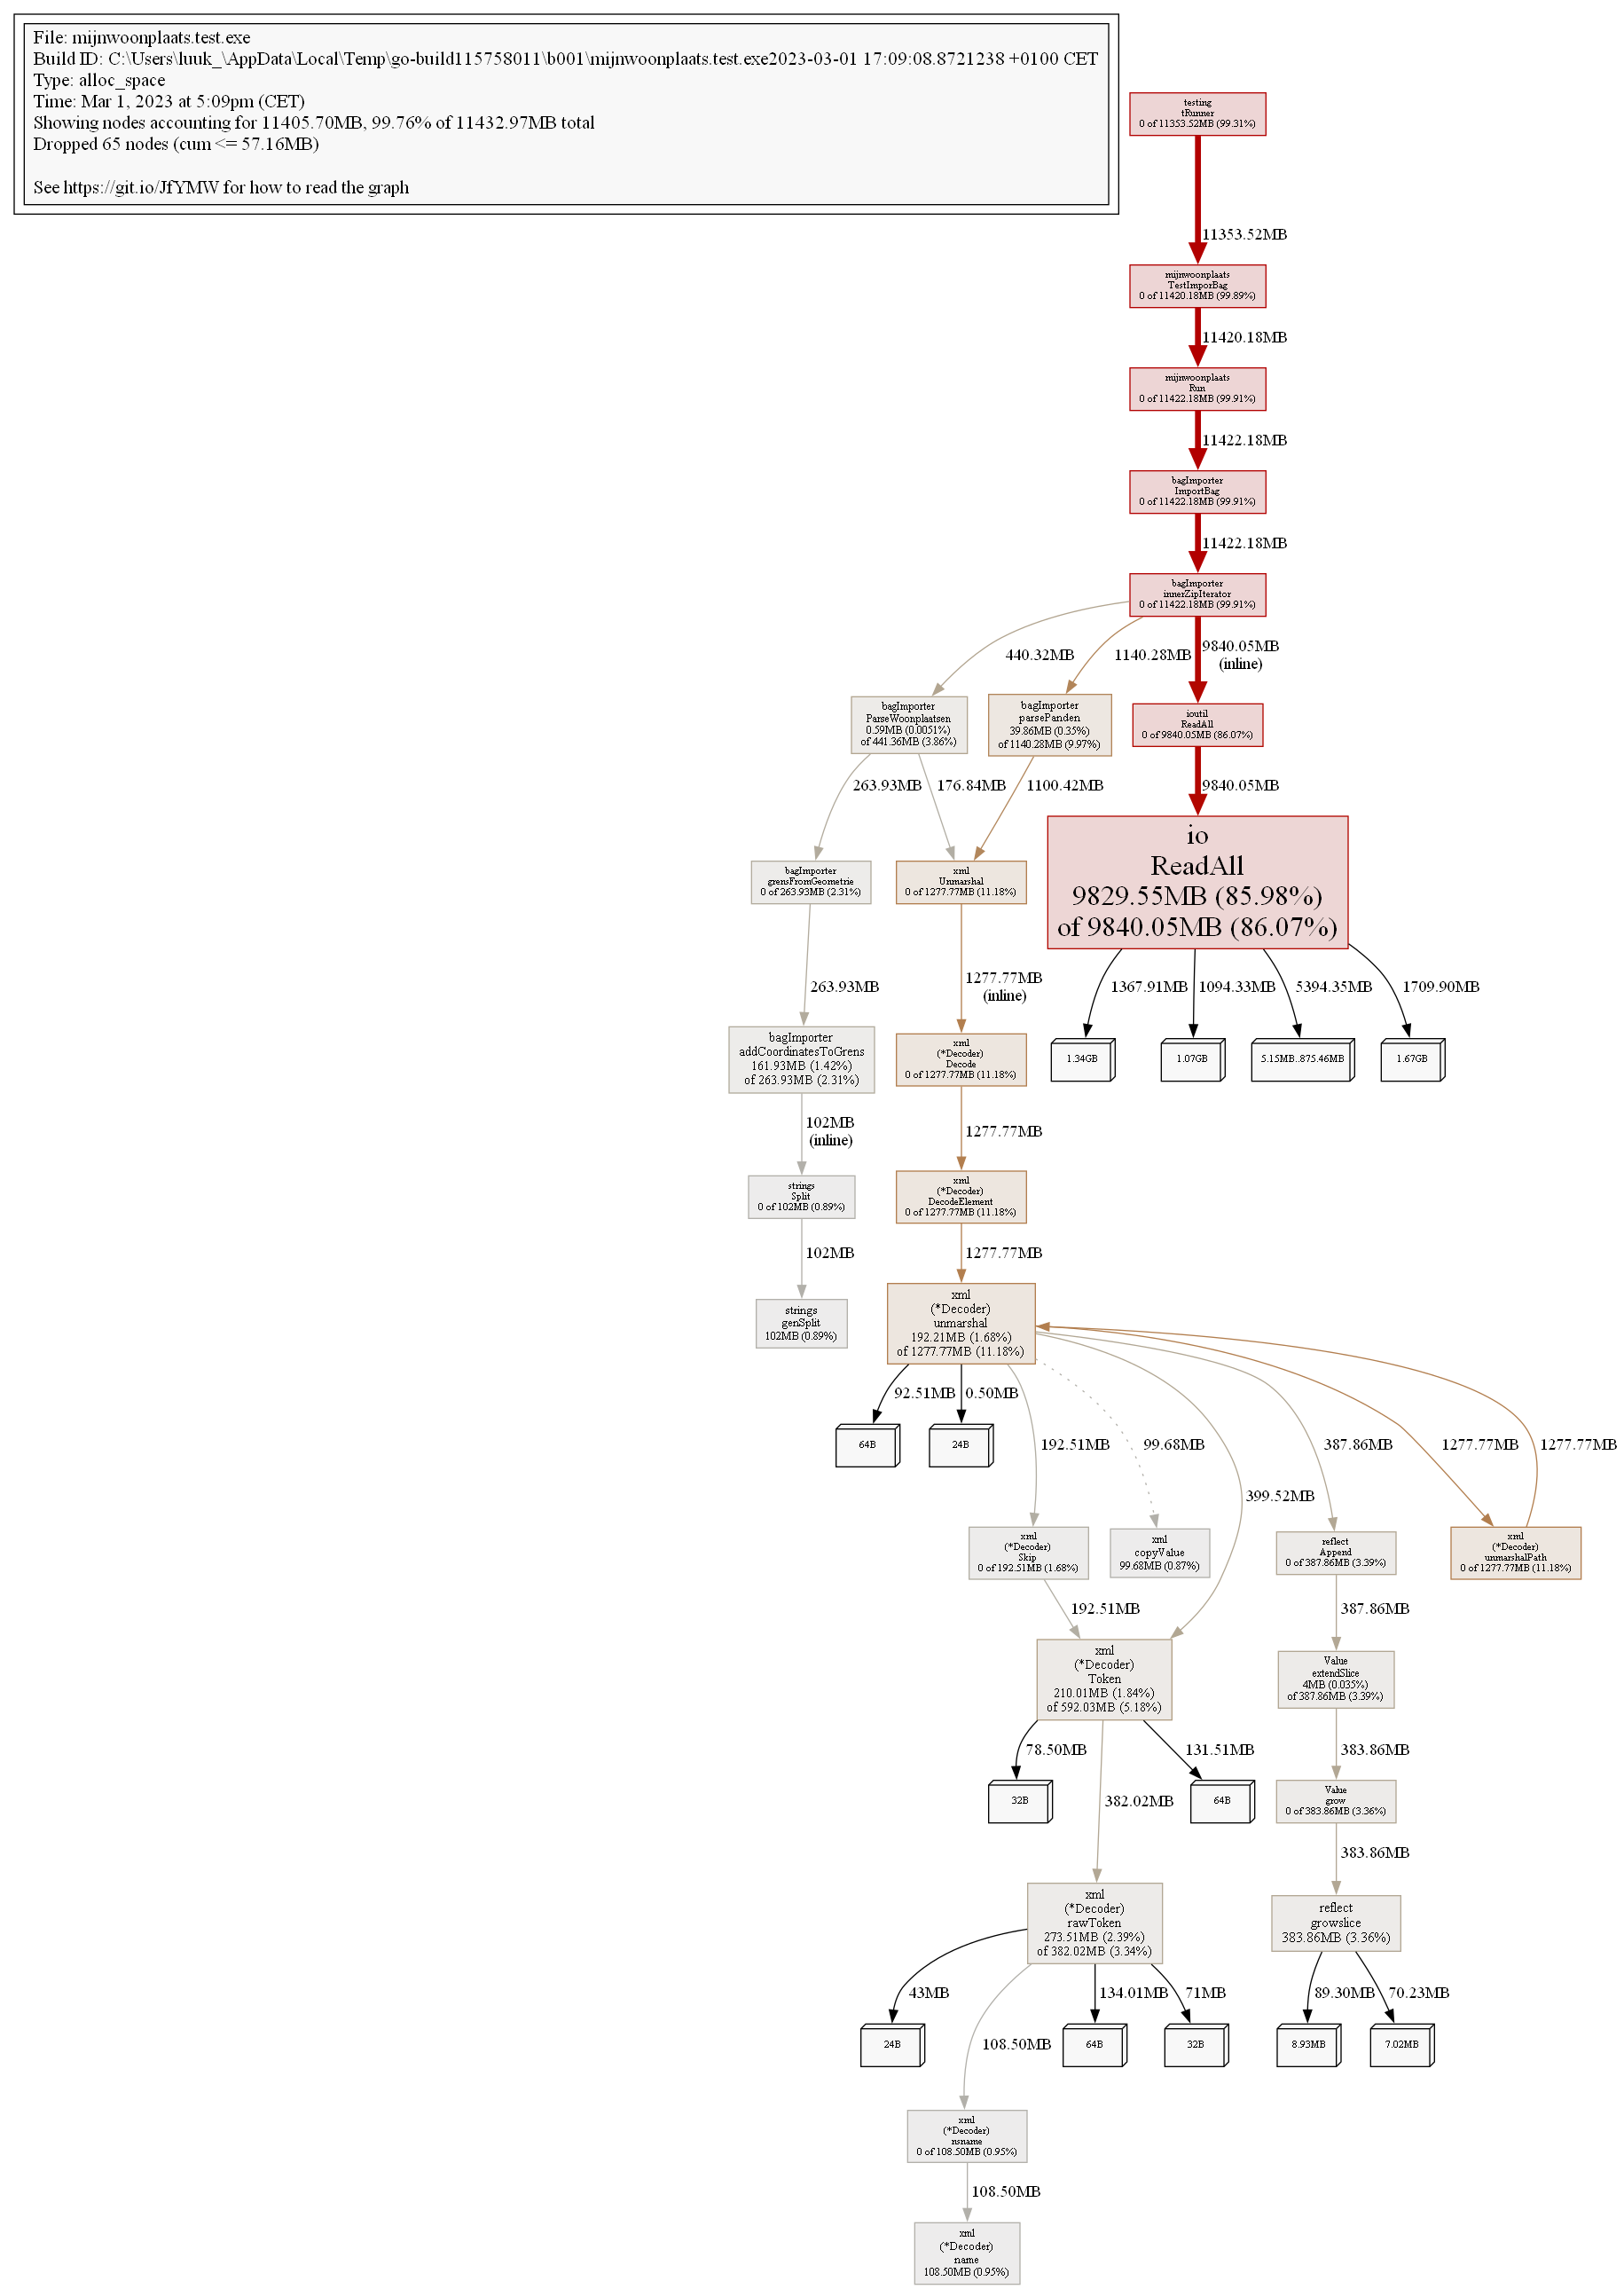 File: mijnwoonplaats.test.exe
Build ID: C:\Users\luuk_\AppData\Local\Temp\go-build115758011\b001\mijnwoonplaats.test.exe2023-03-01 17:09:08.8721238 +0100 CET
Type: alloc_space
Time: Mar 1, 2023 at 5:09pm (CET)
Showing nodes accounting for 11405.70MB, 99.76% of 11432.97MB total
Dropped 65 nodes (cum <= 57.16MB)
See https://git.io/JfYMW for how to read the graph
testing
tRunner
0 of 11353.52MB (99.31%)
11353.52MB
mijnwoonplaats
TestImporBag
0 of 11420.18MB (99.89%)
11420.18MB
mijnwoonplaats
Run
0 of 11422.18MB (99.91%)
11422.18MB
bagImporter
ImportBag
0 of 11422.18MB (99.91%)
11422.18MB
bagImporter
innerZipIterator
0 of 11422.18MB (99.91%)
440.32MB
1140.28MB
9840.05MB
(inline)
bagImporter
ParseWoonplaatsen
0.59MB (0.0051%)
of 441.36MB (3.86%)
bagImporter
parsePanden
39.86MB (0.35%)
of 1140.28MB (9.97%)
ioutil
ReadAll
0 of 9840.05MB (86.07%)
263.93MB
176.84MB
1100.42MB
9840.05MB
bagImporter
grensFromGeometrie
0 of 263.93MB (2.31%)
xml
Unmarshal
0 of 1277.77MB (11.18%)
io
ReadAll
9829.55MB (85.98%)
of 9840.05MB (86.07%)
263.93MB
1277.77MB
(inline)
1367.91MB
1094.33MB
5394.35MB
1709.90MB
bagImporter
addCoordinatesToGrens
161.93MB (1.42%)
of 263.93MB (2.31%)
xml
(*Decoder)
Decode
0 of 1277.77MB (11.18%)
1.34GB
1.07GB
5.15MB..875.46MB
1.67GB
102MB
(inline)
1277.77MB
strings
Split
0 of 102MB (0.89%)
xml
(*Decoder)
DecodeElement
0 of 1277.77MB (11.18%)
102MB
1277.77MB
strings
genSplit
102MB (0.89%)
xml
(*Decoder)
unmarshal
192.21MB (1.68%)
of 1277.77MB (11.18%)
92.51MB
0.50MB
192.51MB
99.68MB
399.52MB
387.86MB
1277.77MB
1277.77MB
64B
24B
xml
(*Decoder)
Skip
0 of 192.51MB (1.68%)
xml
copyValue
99.68MB (0.87%)
reflect
Append
0 of 387.86MB (3.39%)
xml
(*Decoder)
unmarshalPath
0 of 1277.77MB (11.18%)
192.51MB
387.86MB
xml
(*Decoder)
Token
210.01MB (1.84%)
of 592.03MB (5.18%)
Value
extendSlice
4MB (0.035%)
of 387.86MB (3.39%)
78.50MB
382.02MB
131.51MB
383.86MB
32B
64B
Value
grow
0 of 383.86MB (3.36%)
383.86MB
xml
(*Decoder)
rawToken
273.51MB (2.39%)
of 382.02MB (3.34%)
reflect
growslice
383.86MB (3.36%)
43MB
108.50MB
134.01MB
71MB
89.30MB
70.23MB
24B
64B
32B
8.93MB
7.02MB
xml
(*Decoder)
nsname
0 of 108.50MB (0.95%)
108.50MB
xml
(*Decoder)
name
108.50MB (0.95%)